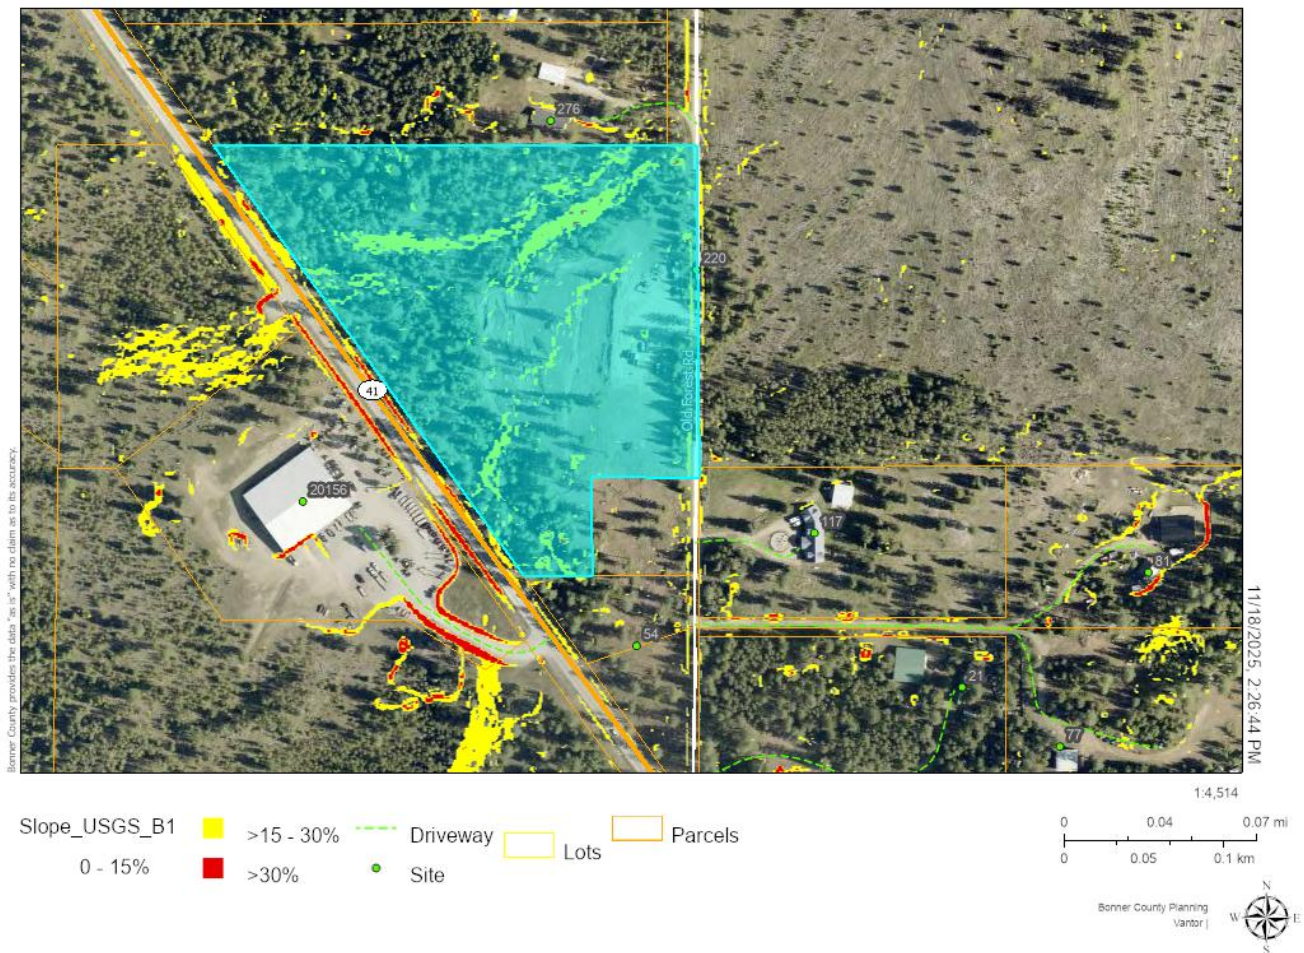 276
220
Old Forest Rd
41
20156
117
81
54
21
77
Bonner County provides the data "as is" with no claim as to its accuracy.
11/18/2025, 2:26:44 PM
1:4,514
Slope_USGS_B1
0 - 15%
>15 - 30%
>30%
Driveway
Site
Lots
Parcels
0 0.04 0.07 mi
0 0.05 0.1 km
Bonner County Planning
Vantor |
N
W E
S